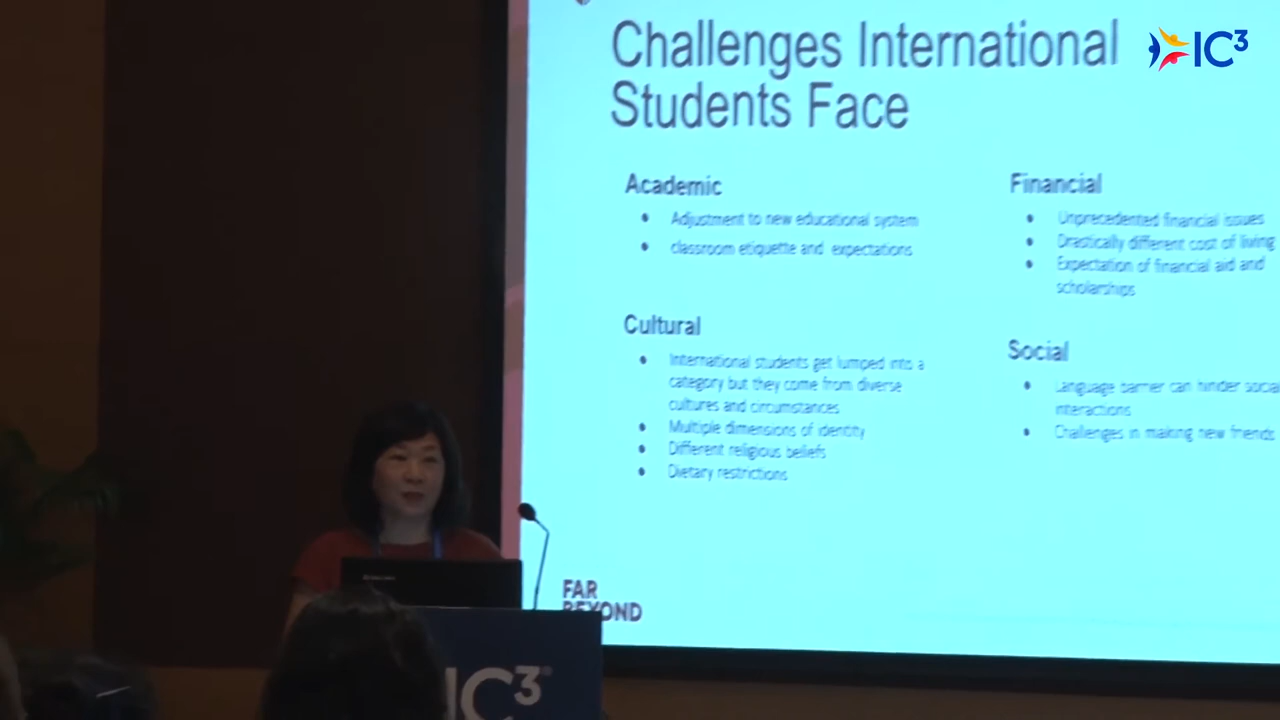 Challenges International
Students Face
IC³
Academic
• Adjustment to new educational system
• classroom etiquette and expectations
Cultural
• International students get lumped into a
category but they come from diverse
cultures and circumstances
• Multiple dimensions of identity
• Different religious beliefs
• Dietary restrictions
Financial
• Unprecedented financial issues
• Drastically different cost of living
• Expectation of financial aid and
scholarships
Social
• Language barrier can hinder social
interactions
• Challenges in making new friends
FAR
BEYOND
IC³